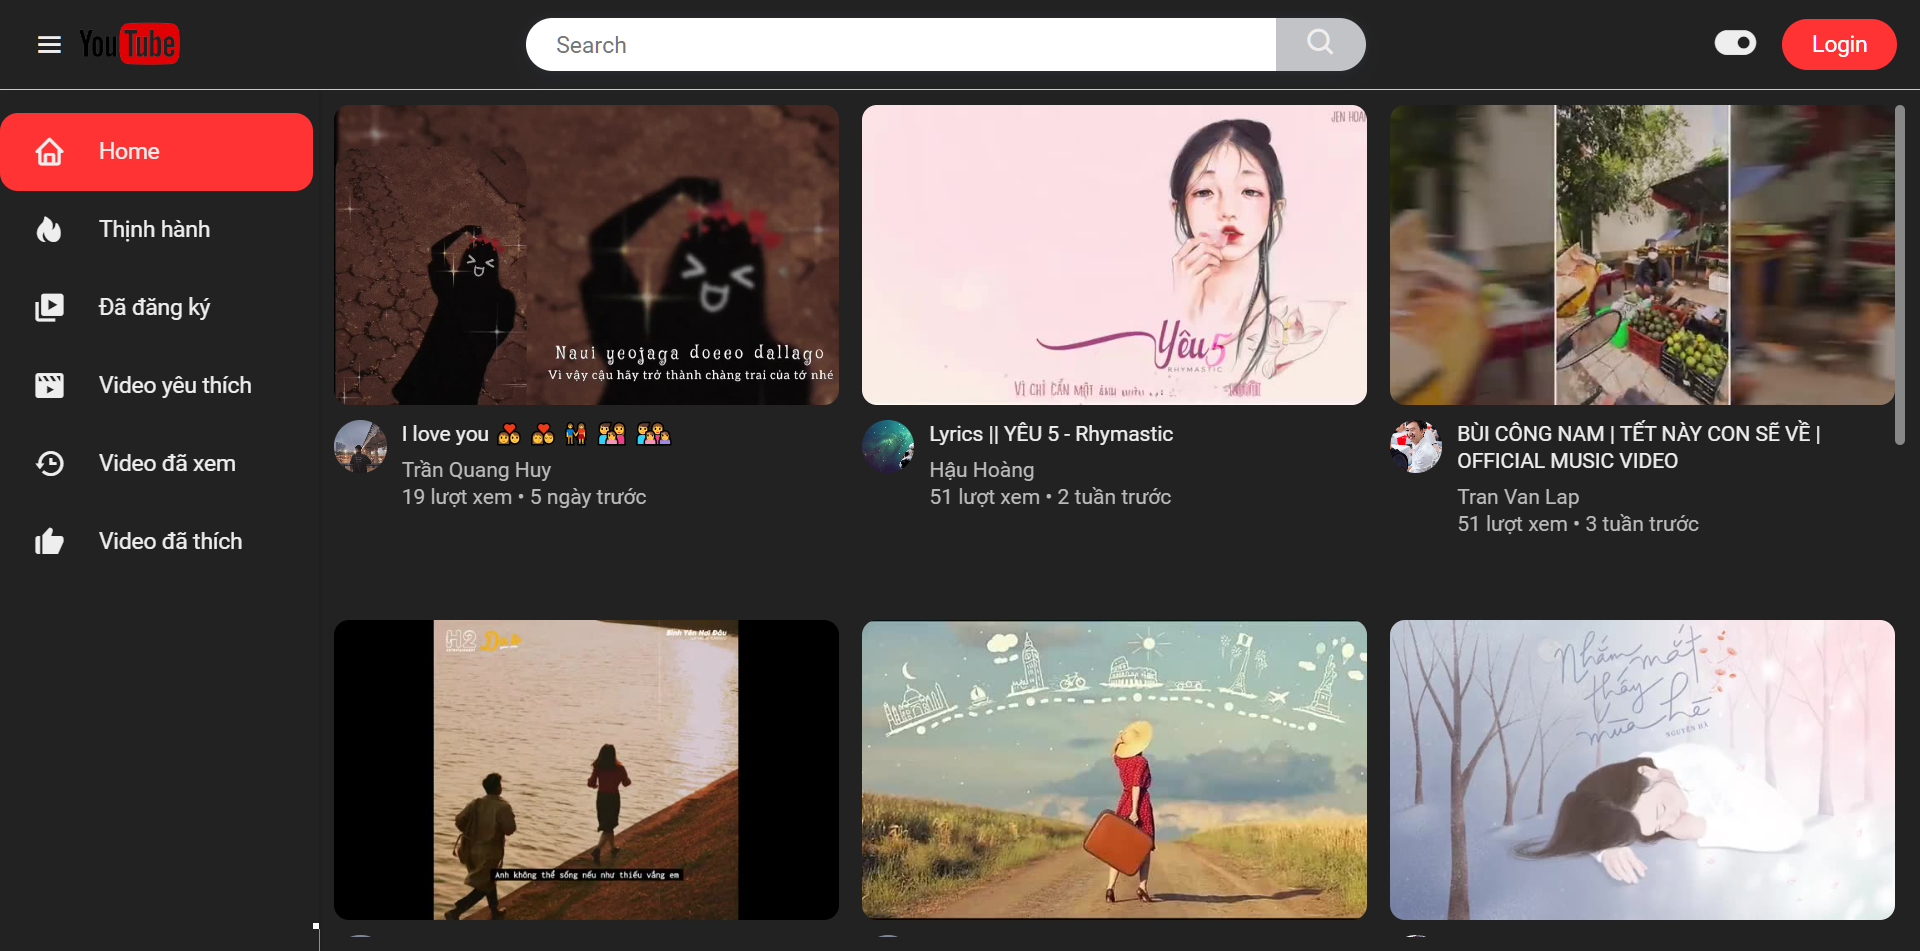 YouTube
Search
Login
Home
Thịnh hành
Đã đăng ký
Video yêu thích
Video đã xem
Video đã thích
Naui yeojaga doeeo dallago
Vì vậy cậu hãy trở thành chàng trai của tớ nhé
I love you
Trần Quang Huy
19 lượt xem • 5 ngày trước
JEN HOÀ
Yêu 5
RHYMASTIC
VÌ CHỈ CẦN MỘT ÁNH
Lyrics || YÊU 5 - Rhymastic
Hậu Hoàng
51 lượt xem • 2 tuần trước
BÙI CÔNG NAM | TẾT NÀY CON SẼ VỀ |
OFFICIAL MUSIC VIDEO
Tran Van Lap
51 lượt xem • 3 tuần trước
H2
Bình Yên Nơi Đâu
Anh không thể sống nếu như thiếu vắng em
Nhắm mắt
thấy
mùa hè
NGUYÊN HÀ